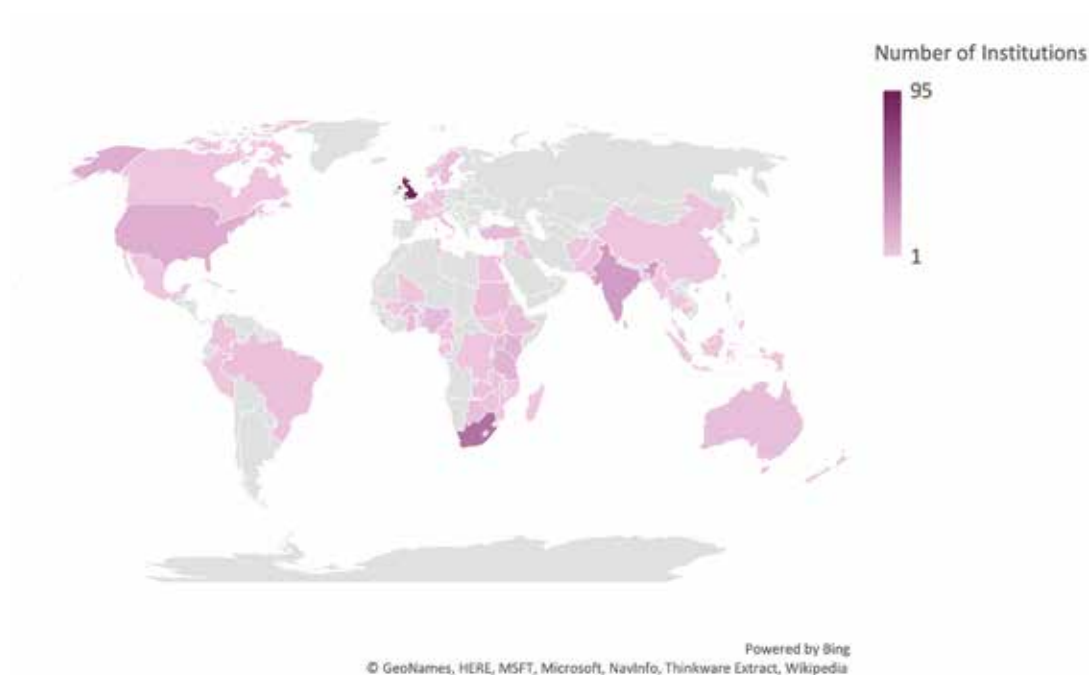 Number of Institutions
95
1
Powered by Bing
© GeoNames, HERE, MSFT, Microsoft, NavInfo, Thinkware Extract, Wikipedia